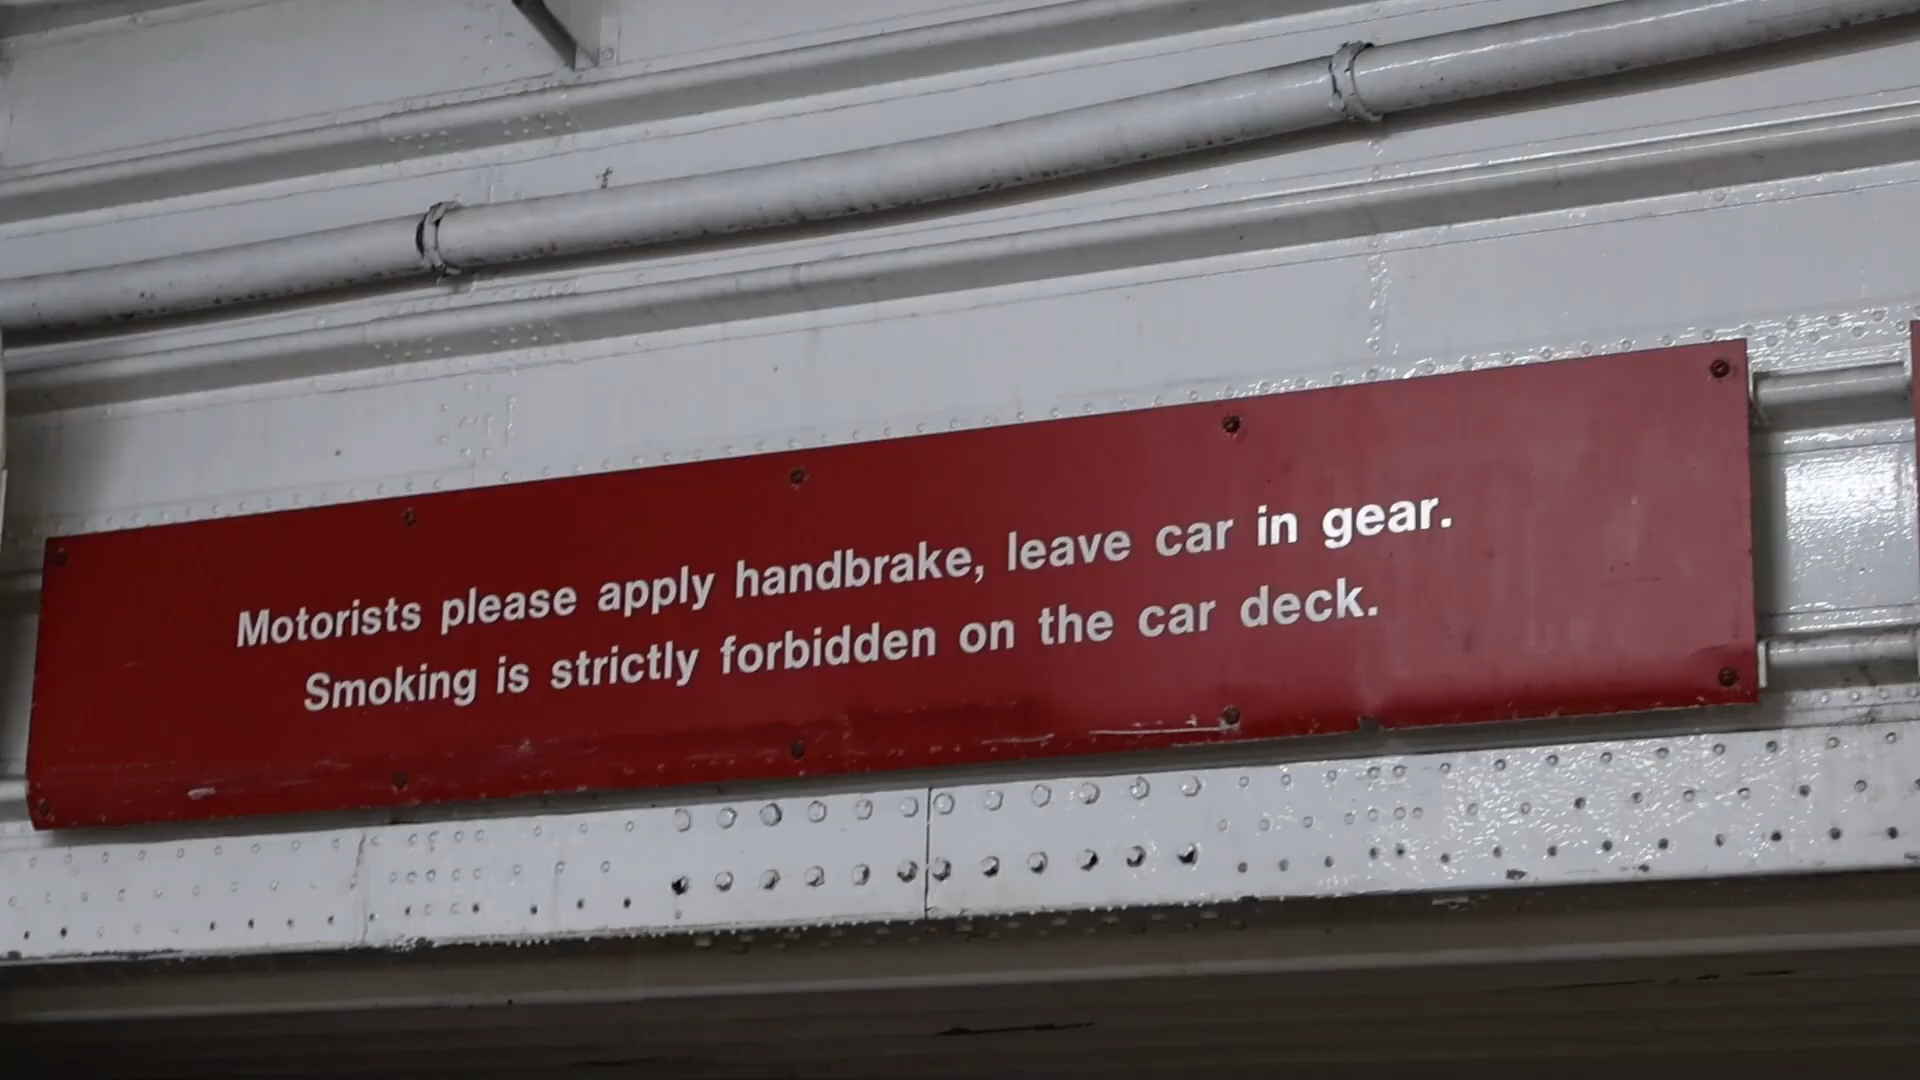 Motorists please apply handbrake, leave car in gear.
Smoking is strictly forbidden on the car deck.